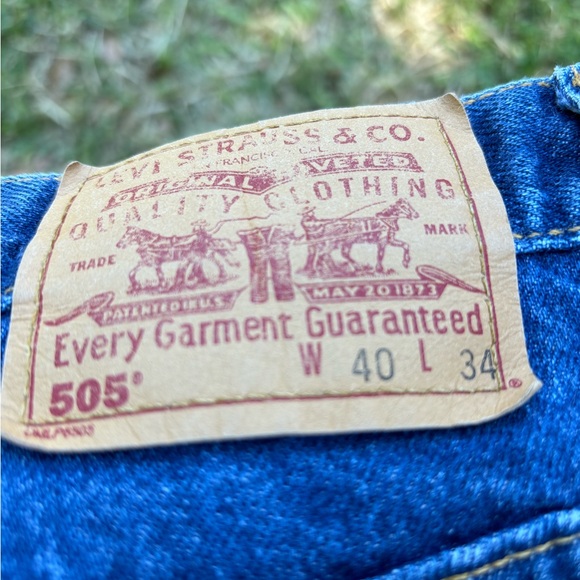 LEVI STRAUSS & CO.
SAN FRANCISCO CAL
ORIGINAL RIVETED
QUALITY CLOTHING
TRADE MARK
PATENTED IN U.S. MAY 20 1873
Every Garment Guaranteed
505® W 40 L 34 ®